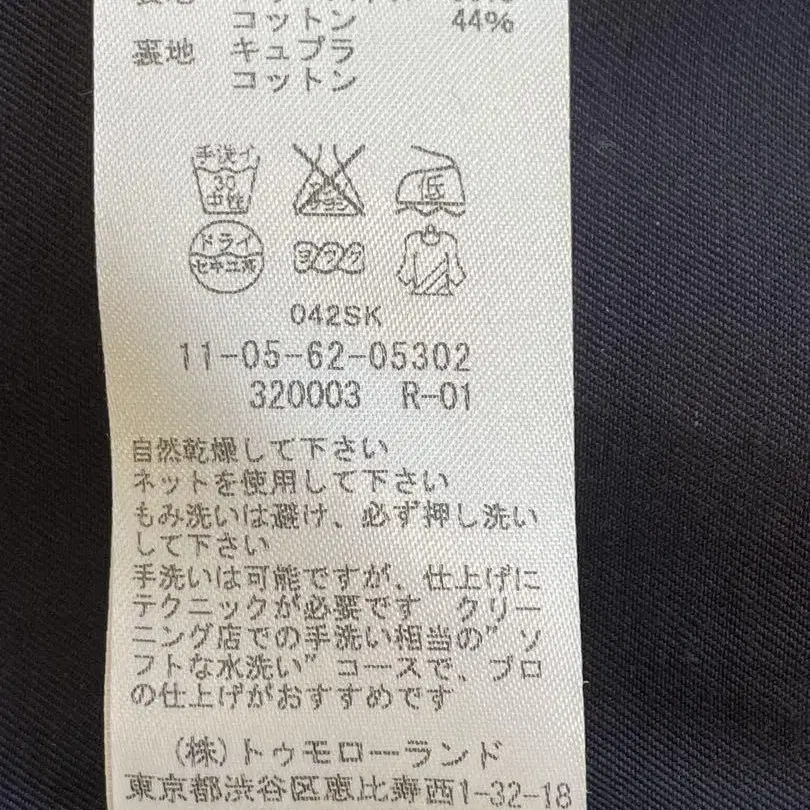 コットン 44%
裏地 キュプラ
コットン
手洗イ
30
中性
低
ドライ
セキユ系
ヨワク
042SK
11-05-62-05302
320003 R-01
自然乾燥して下さい
ネットを使用して下さい
もみ洗いは避け、必ず押し洗い
して下さい
手洗いは可能ですが、仕上げに
テクニックが必要です クリー
ニング店での手洗い相当の"ソ
フトな水洗い" コースで、プロ
の仕上げがおすすめです
(株)トゥモローランド
東京都渋谷区恵比寿西1-32-18